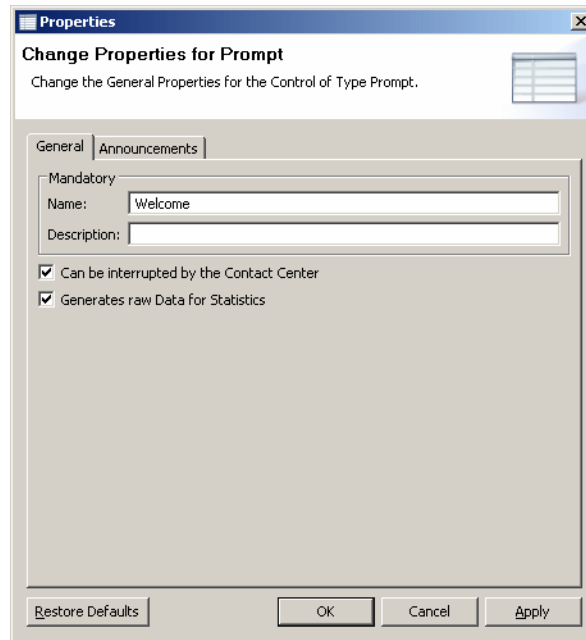 Properties
Change Properties for Prompt
Change the General Properties for the Control of Type Prompt.
General Announcements
Mandatory
Name: Welcome
Description:
Can be interrupted by the Contact Center
Generates raw Data for Statistics
Restore Defaults OK Cancel Apply